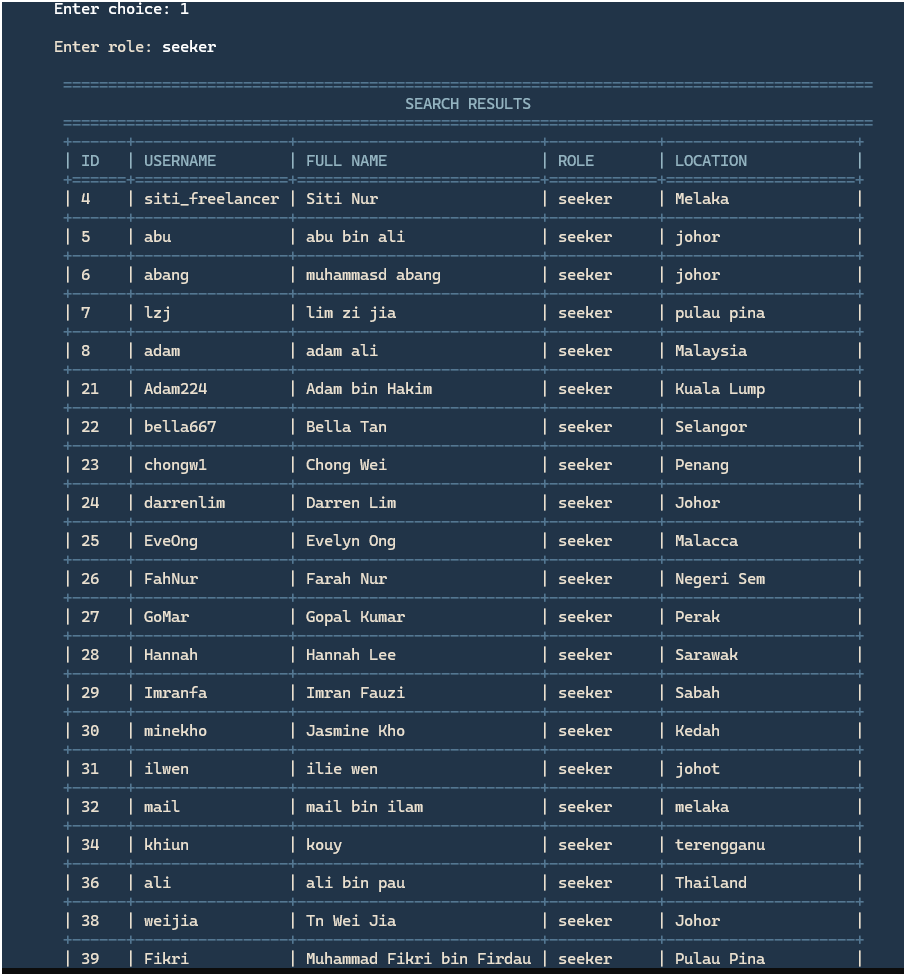 Enter choice: 1
Enter role: seeker
SEARCH RESULTS
ID USERNAME FULL NAME ROLE LOCATION
4 siti_freelancer Siti Nur seeker Melaka
5 abu abu bin ali seeker johor
6 abang muhammasd abang seeker johor
7 lzj lim zi jia seeker pulau pina
8 adam adam ali seeker Malaysia
21 Adam224 Adam bin Hakim seeker Kuala Lump
22 bella667 Bella Tan seeker Selangor
23 chongw1 Chong Wei seeker Penang
24 darrenlim Darren Lim seeker Johor
25 EveOng Evelyn Ong seeker Malacca
26 FahNur Farah Nur seeker Negeri Sem
27 GoMar Gopal Kumar seeker Perak
28 Hannah Hannah Lee seeker Sarawak
29 Imranfa Imran Fauzi seeker Sabah
30 minekho Jasmine Kho seeker Kedah
31 ilwen ilie wen seeker johot
32 mail mail bin ilam seeker melaka
34 khiun kouy seeker terengganu
36 ali ali bin pau seeker Thailand
38 weijia Tn Wei Jia seeker Johor
39 Fikri Muhammad Fikri bin Firdau seeker Pulau Pina